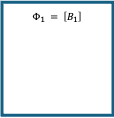 Φ₁ = [B₁]